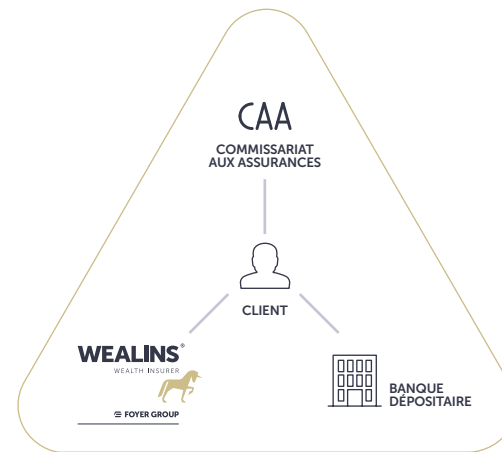 CAA
COMMISSARIAT
AUX ASSURANCES
CLIENT
WEALINS®
WEALTH INSURER
FOYER GROUP
BANQUE
DÉPOSITAIRE